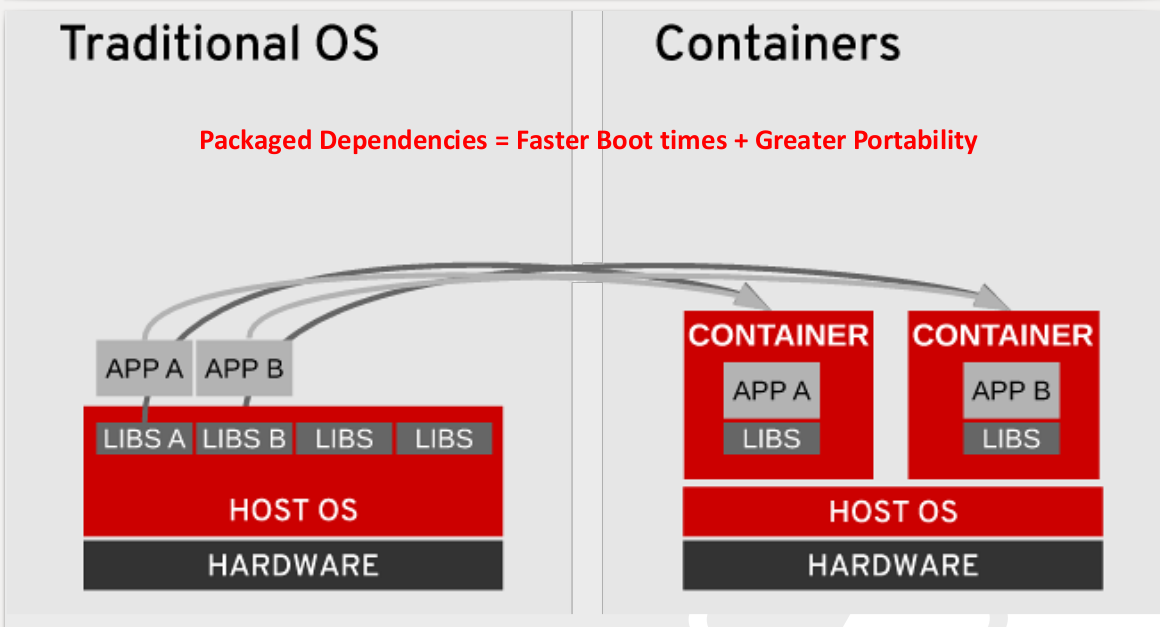 Traditional OS
Containers
Packaged Dependencies = Faster Boot times + Greater Portability
APP A
APP B
LIBS A
LIBS B
LIBS
LIBS
HOST OS
HARDWARE
CONTAINER
APP A
LIBS
CONTAINER
APP B
LIBS
HOST OS
HARDWARE